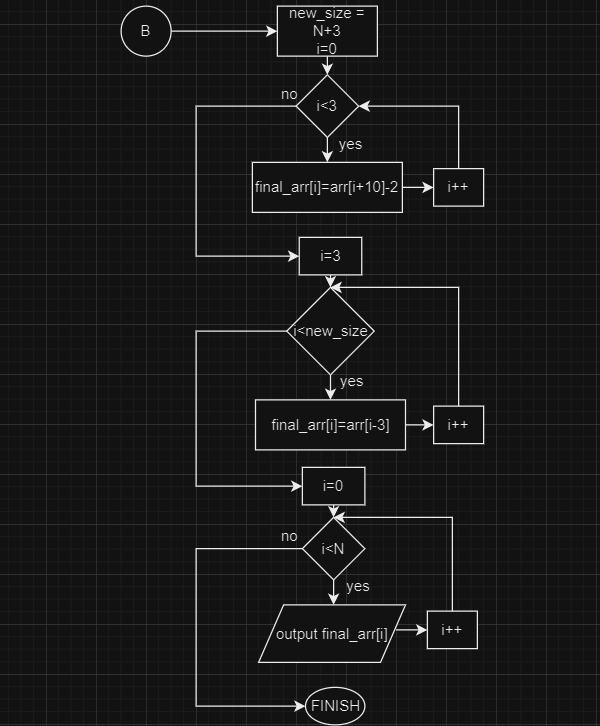 B
new_size =
N+3
i=0
no
i<3
yes
final_arr[i]=arr[i+10]-2
i++
i=3
i<new_size
yes
final_arr[i]=arr[i-3]
i++
i=0
no
i<N
yes
output final_arr[i]
i++
FINISH